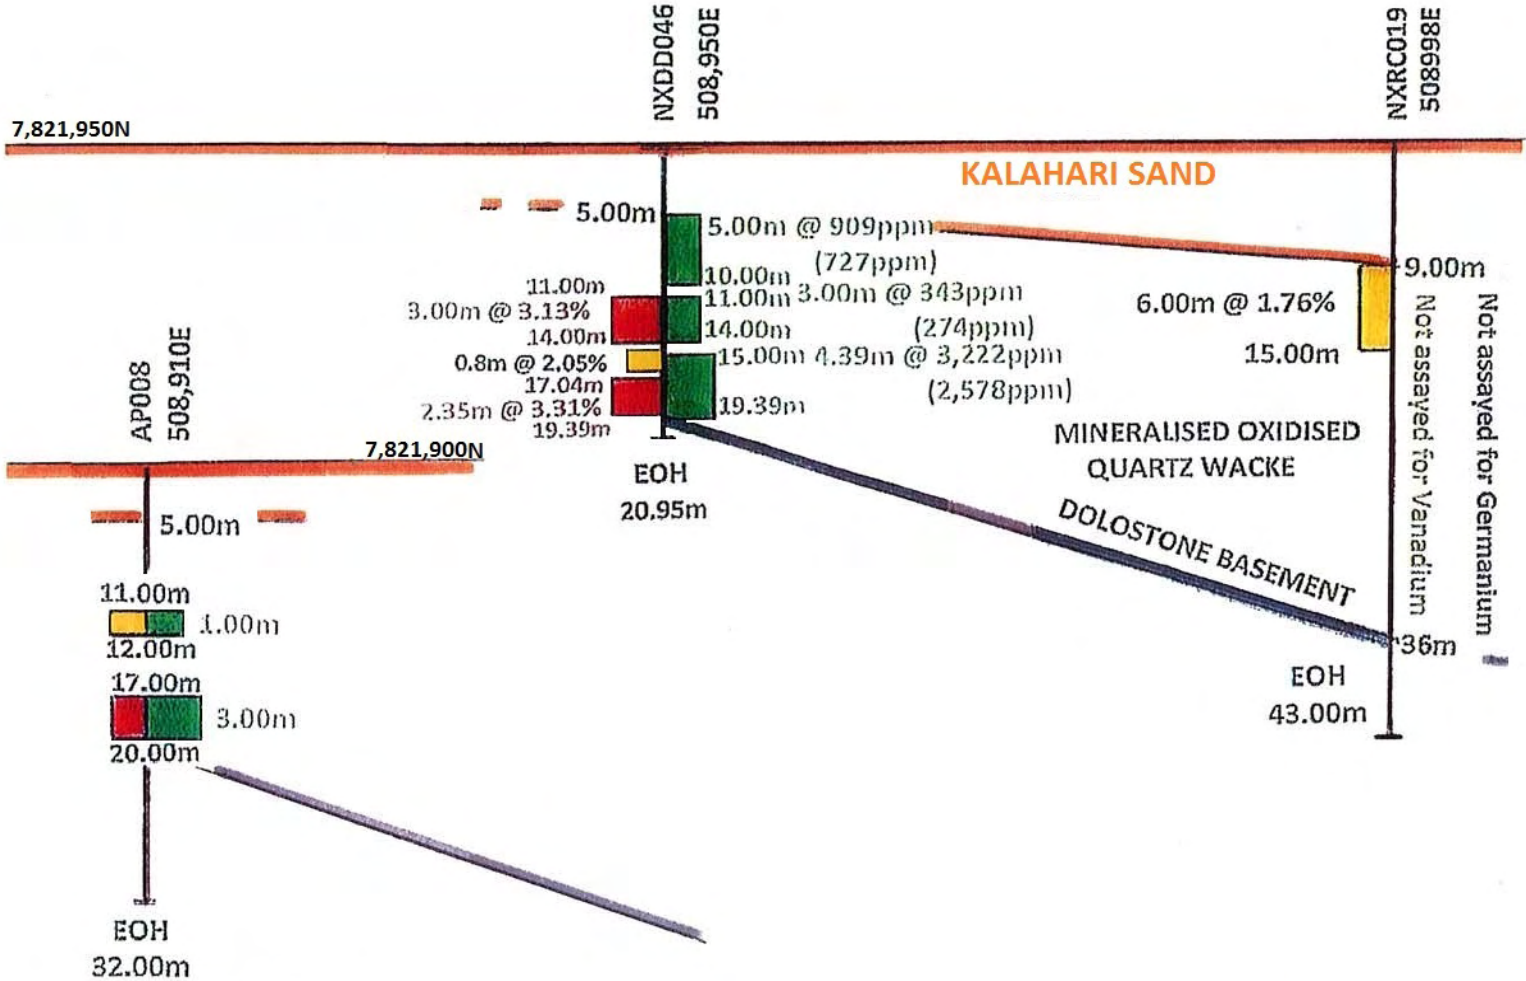 NXDD046
508,950E
NXRC019
508998E
7,821,950N
KALAHARI SAND
5.00m
5.00m @ 909ppm
(727ppm)
10.00m
11.00m
11.00m 3.00m @ 343ppm
3.00m @ 3.13%
14.00m
14.00m
(274ppm)
0.8m @ 2.05%
15.00m 4.39m @ 3,222ppm
(2,578ppm)
17.04m
2.35m @ 3.31%
19.39m
19.39m
EOH
20.95m
9.00m
6.00m @ 1.76%
15.00m
Not assayed for Vanadium
Not assayed for Germanium
MINERALISED OXIDISED
QUARTZ WACKE
DOLOSTONE BASEMENT
36m
EOH
43.00m
AP008
508,910E
7,821,900N
5.00m
11.00m
1.00m
12.00m
17.00m
3.00m
20.00m
EOH
32.00m